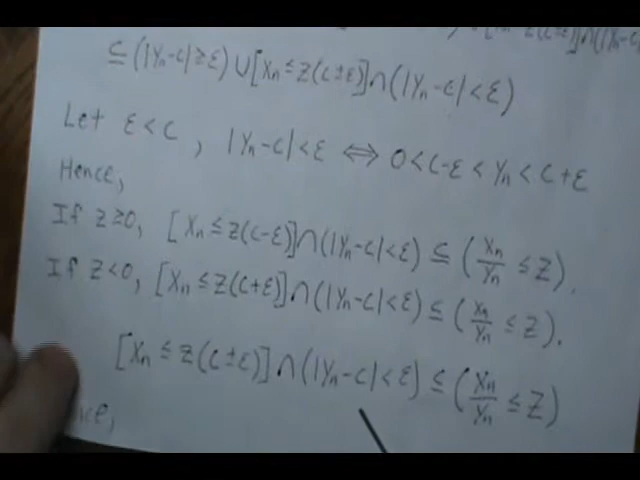 ⊆ (|Yn-c| ≥ ε) ∪ [Xn ≤ z(c±ε)] ∩ (|Yn-c| < ε)
Let ε < c, |Yn-c| < ε ⟺ 0 < c-ε < Yn < c+ε
Hence,
If z ≥ 0, [Xn ≤ z(c-ε)] ∩ (|Yn-c| < ε) ⊆ (Xn/Yn ≤ z).
If z < 0, [Xn ≤ z(c+ε)] ∩ (|Yn-c| < ε) ⊆ (Xn/Yn ≤ z).
[Xn ≤ z(c±ε)] ∩ (|Yn-c| < ε) ⊆ (Xn/Yn ≤ z)